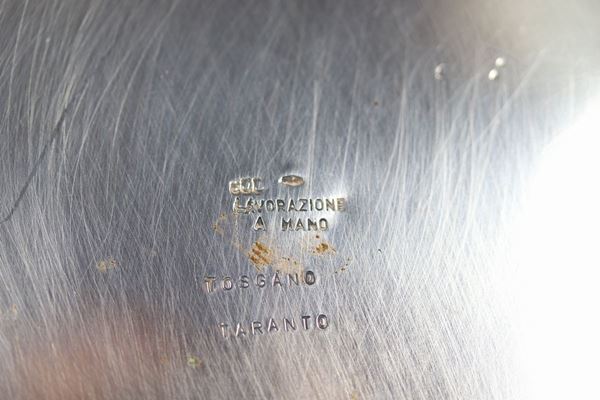 800
LAVORAZIONE
A MANO
TOSGANO
TARANTO